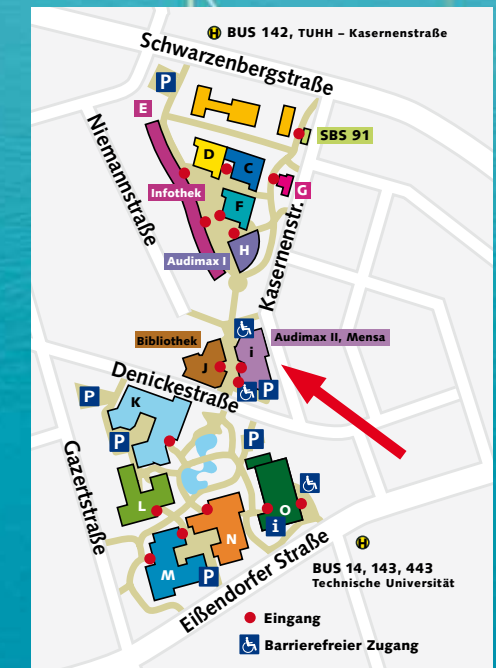 H BUS 142, TUHH – Kasernenstraße
Schwarzenbergstraße
P
E
SBS 91
Niemannstraße
D
C
G
Infothek
F
Kasernenstr.
H
Audimax I
Bibliothek
Audimax II, Mensa
i
J
P
Denickestraße
P
K
P
P
Gazertstraße
L
O
i
N
M
P
Eißendorfer Straße
H
BUS 14, 143, 443
Technische Universität
Eingang
Barrierefreier Zugang